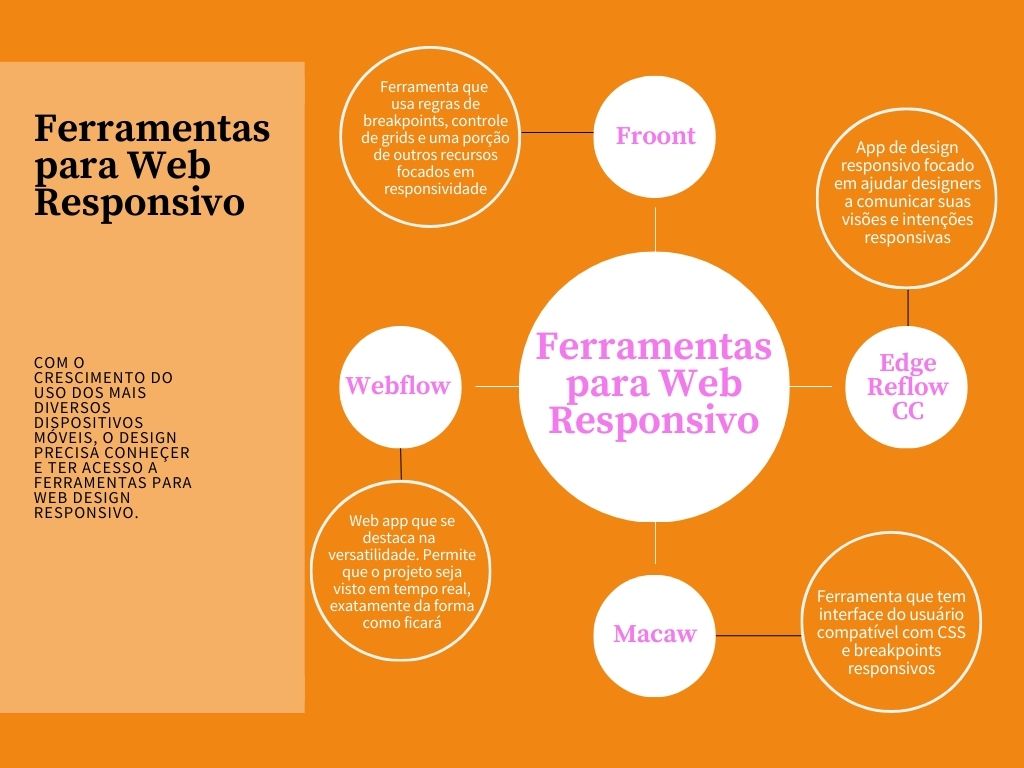 Ferramentas
para Web
Responsivo
COM O
CRESCIMENTO DO
USO DOS MAIS
DIVERSOS
DISPOSITIVOS
MÓVEIS, O DESIGN
PRECISA CONHEÇER
E TER ACESSO A
FERRAMENTAS PARA
WEB DESIGN
RESPONSIVO.
Ferramenta que
usa regras de
breakpoints, controle
de grids e uma porção
de outros recursos
focados em
responsividade
Froont
App de design
responsivo focado
em ajudar designers
a comunicar suas
visões e intenções
responsivas
Ferramentas
para Web
Responsivo
Webflow
Edge
Reflow
CC
Web app que se
destaca na
versatilidade. Permite
que o projeto seja
visto em tempo real,
exatamente da forma
como ficará
Macaw
Ferramenta que tem
interface do usuário
compatível com CSS
e breakpoints
responsivos